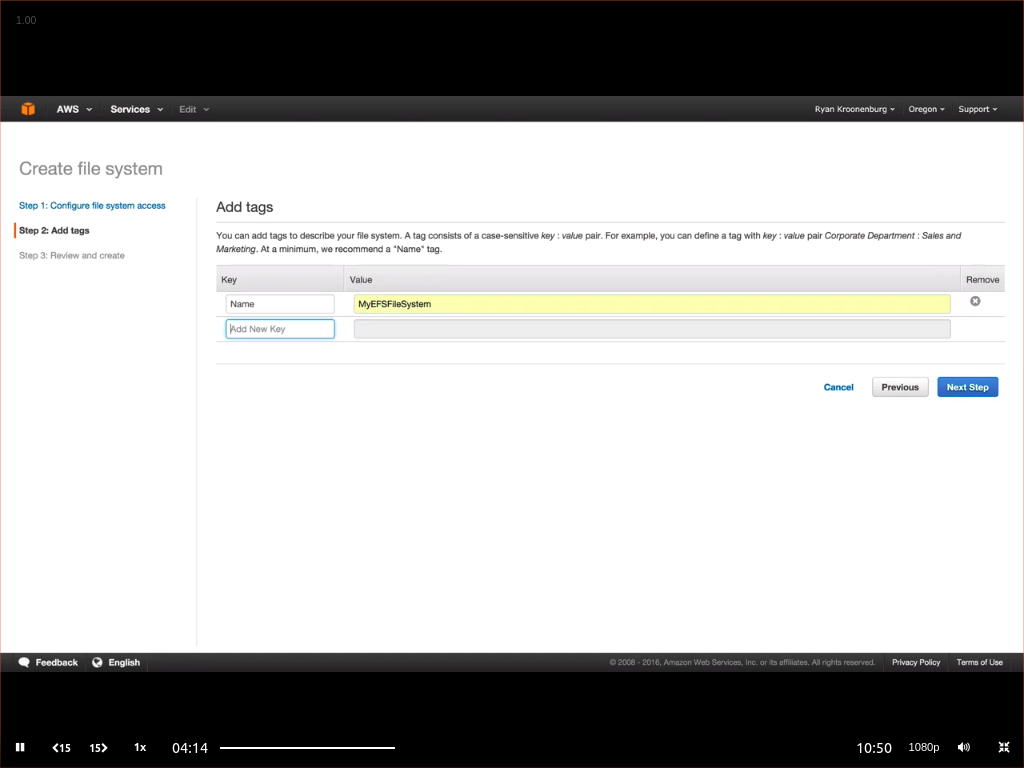 1.00
AWS Services Edit Ryan Kroonenburg Oregon Support
Create file system
Step 1: Configure file system access
Step 2: Add tags
Step 3: Review and create
Add tags
You can add tags to describe your file system. A tag consists of a case-sensitive key : value pair. For example, you can define a tag with key : value pair Corporate Department : Sales and
Marketing. At a minimum, we recommend a "Name" tag.
Key Value Remove
Name MyEFSFileSystem
Add New Key
Cancel Previous Next Step
Feedback English © 2008 - 2016, Amazon Web Services, Inc. or its affiliates. All rights reserved. Privacy Policy Terms of Use
15 15 1x 04:14 10:50 1080p